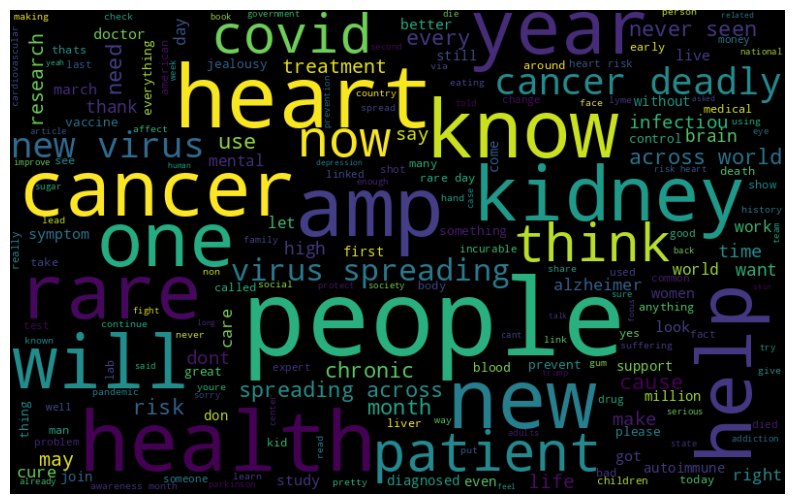 making
check
book
government
die
person
related
covid
year
never seen
doctor
day
better
every
still
via
early
money
thats
last
jealousy
everything
american
week
yeah
second
cardiovascular
research
need
heart
treatment
around
heart risk
live
national
march
thank
eating
cancer deadly
prevention
country
spread
told
change
face
lyme
asked
without
medical
using
vaccine
now
say
know
infectiou
article
affect
use
control
brain
eye
new virus
shot
many
come
across world
improve
see
mental
human
depression
linked
rare day
risk heart
death
show
sugar
enough
hand
case
history
cancer
amp
kidney
lead
let
something
good
work
team
really
symptom
one
family
high
first
incurable
think
back
time
take
non
virus spreading
share
used
world
want
rare
called
social
protect
society
body
alzheimer
common
women
sure
skin
test
fight
people
cant
talk
focus
anything
continue
never
long
link
yes
look
fact
known
said
care
dont
expert
suffering
try
lab
great
youre
chronic
blood
prevent
gum
support
give
will
pandemic
sorry
trump
help
spreading across
new
drug
cause
million
serious
thing
well
risk
don
month
way
make
died
man
center
liver
adults
please
problem
kid
read
state
addiction
may
health
patient
got
cure
join
someone
learn
study
put
diagnosed
even
bad
autoimmune
today
right
already
awareness month
parkinson
pretty
feel
life
children